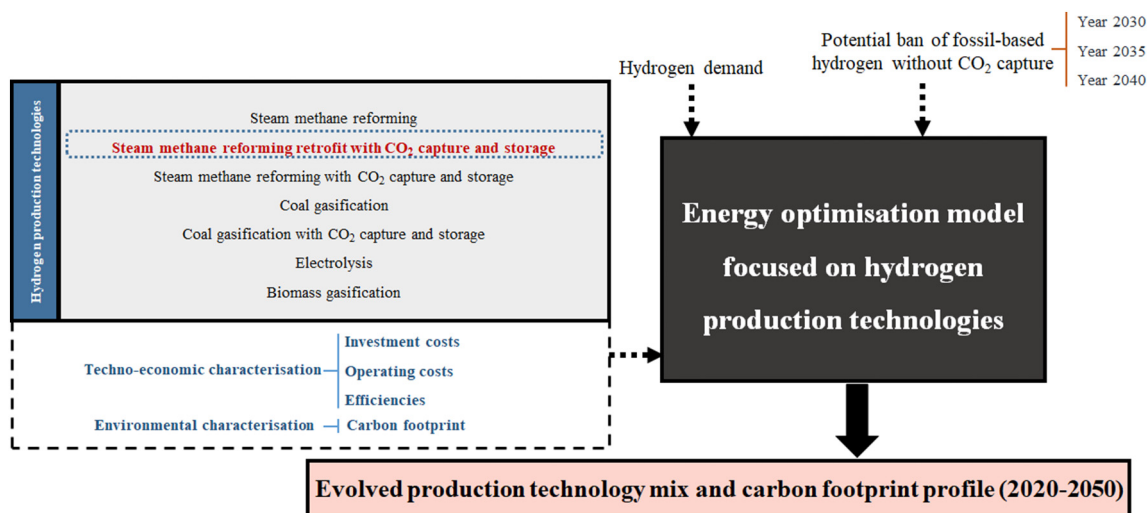 Hydrogen production technologies
Steam methane reforming
Steam methane reforming retrofit with CO₂ capture and storage
Steam methane reforming with CO₂ capture and storage
Coal gasification
Coal gasification with CO₂ capture and storage
Electrolysis
Biomass gasification
Techno-economic characterisation
Investment costs
Operating costs
Efficiencies
Environmental characterisation
Carbon footprint
Hydrogen demand
Potential ban of fossil-based
hydrogen without CO₂ capture
Year 2030
Year 2035
Year 2040
Energy optimisation model
focused on hydrogen
production technologies
Evolved production technology mix and carbon footprint profile (2020-2050)